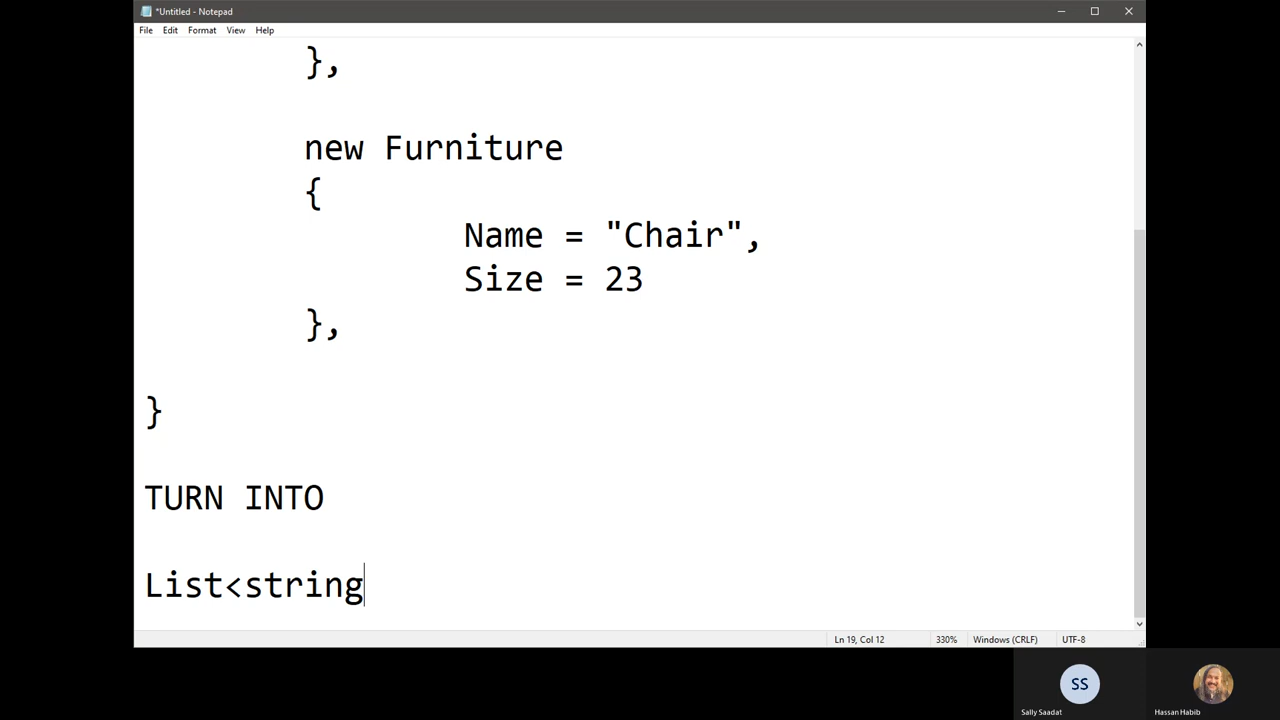 *Untitled - Notepad
File Edit Format View Help
},
new Furniture
{
Name = "Chair",
Size = 23
},
}
TURN INTO
List<string
Ln 19, Col 12 330% Windows (CRLF) UTF-8
SS
Sally Saadat Hassan Habib